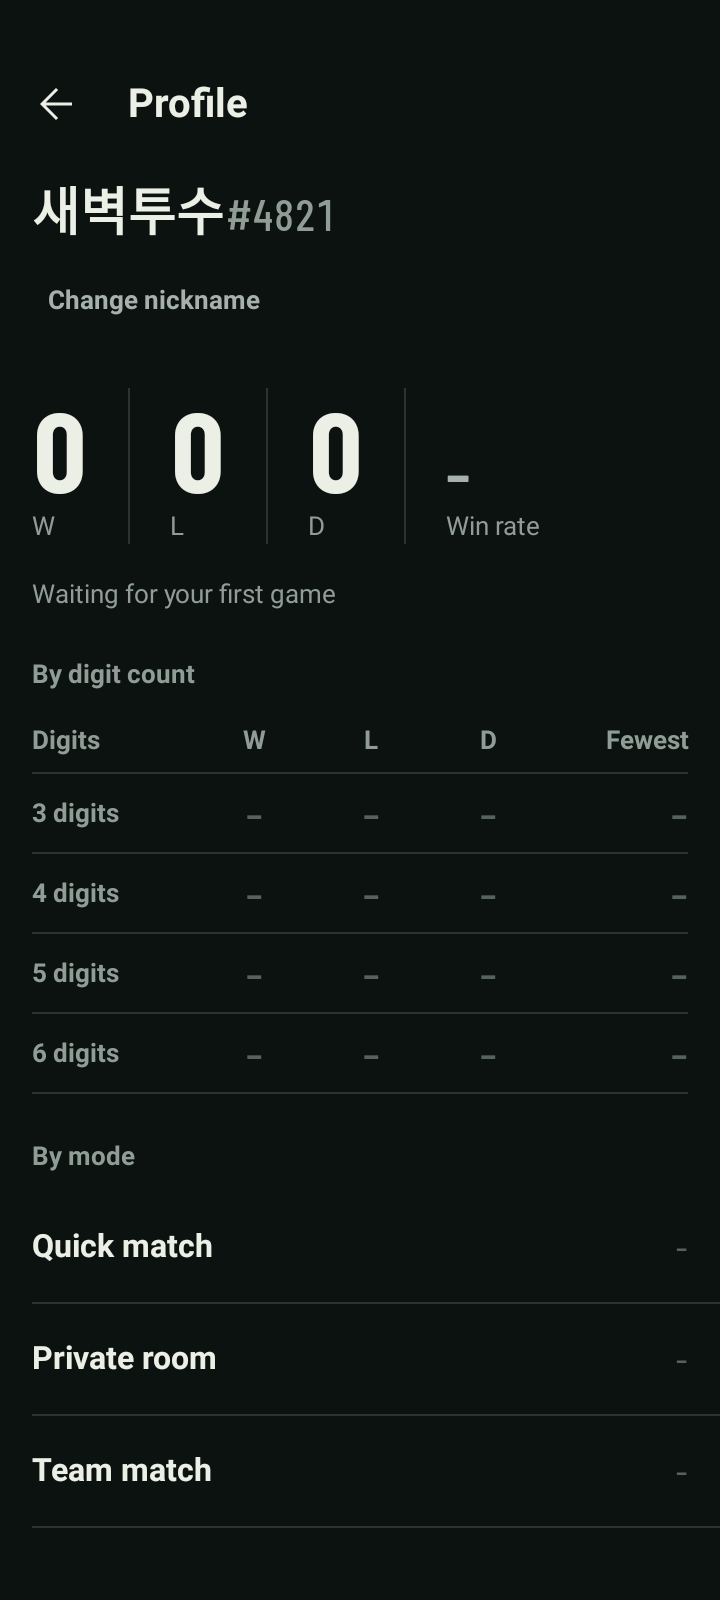 Profile
새벽투수#4821
Change nickname
0 0 0 -
W L D Win rate
Waiting for your first game
By digit count
Digits W L D Fewest
3 digits – – – –
4 digits – – – –
5 digits – – – –
6 digits – – – –
By mode
Quick match -
Private room -
Team match -